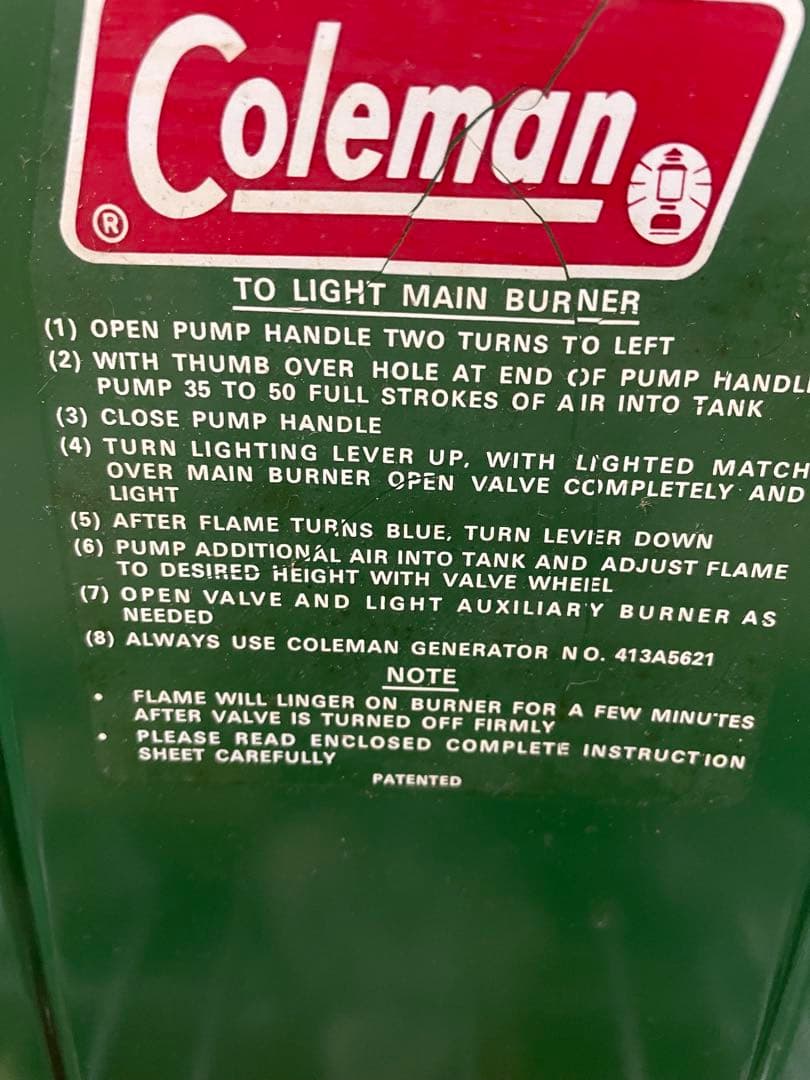 Coleman
®
TO LIGHT MAIN BURNER
(1) OPEN PUMP HANDLE TWO TURNS TO LEFT
(2) WITH THUMB OVER HOLE AT END OF PUMP HANDL
PUMP 35 TO 50 FULL STROKES OF AIR INTO TANK
(3) CLOSE PUMP HANDLE
(4) TURN LIGHTING LEVER UP, WITH LIGHTED MATCH
OVER MAIN BURNER OPEN VALVE COMPLETELY AND
LIGHT
(5) AFTER FLAME TURNS BLUE, TURN LEVER DOWN
(6) PUMP ADDITIONAL AIR INTO TANK AND ADJUST FLAME
TO DESIRED HEIGHT WITH VALVE WHEEL
(7) OPEN VALVE AND LIGHT AUXILIARY BURNER AS
NEEDED
(8) ALWAYS USE COLEMAN GENERATOR NO. 413A5621
NOTE
• FLAME WILL LINGER ON BURNER FOR A FEW MINUTES
AFTER VALVE IS TURNED OFF FIRMLY
• PLEASE READ ENCLOSED COMPLETE INSTRUCTION
SHEET CAREFULLY
PATENTED